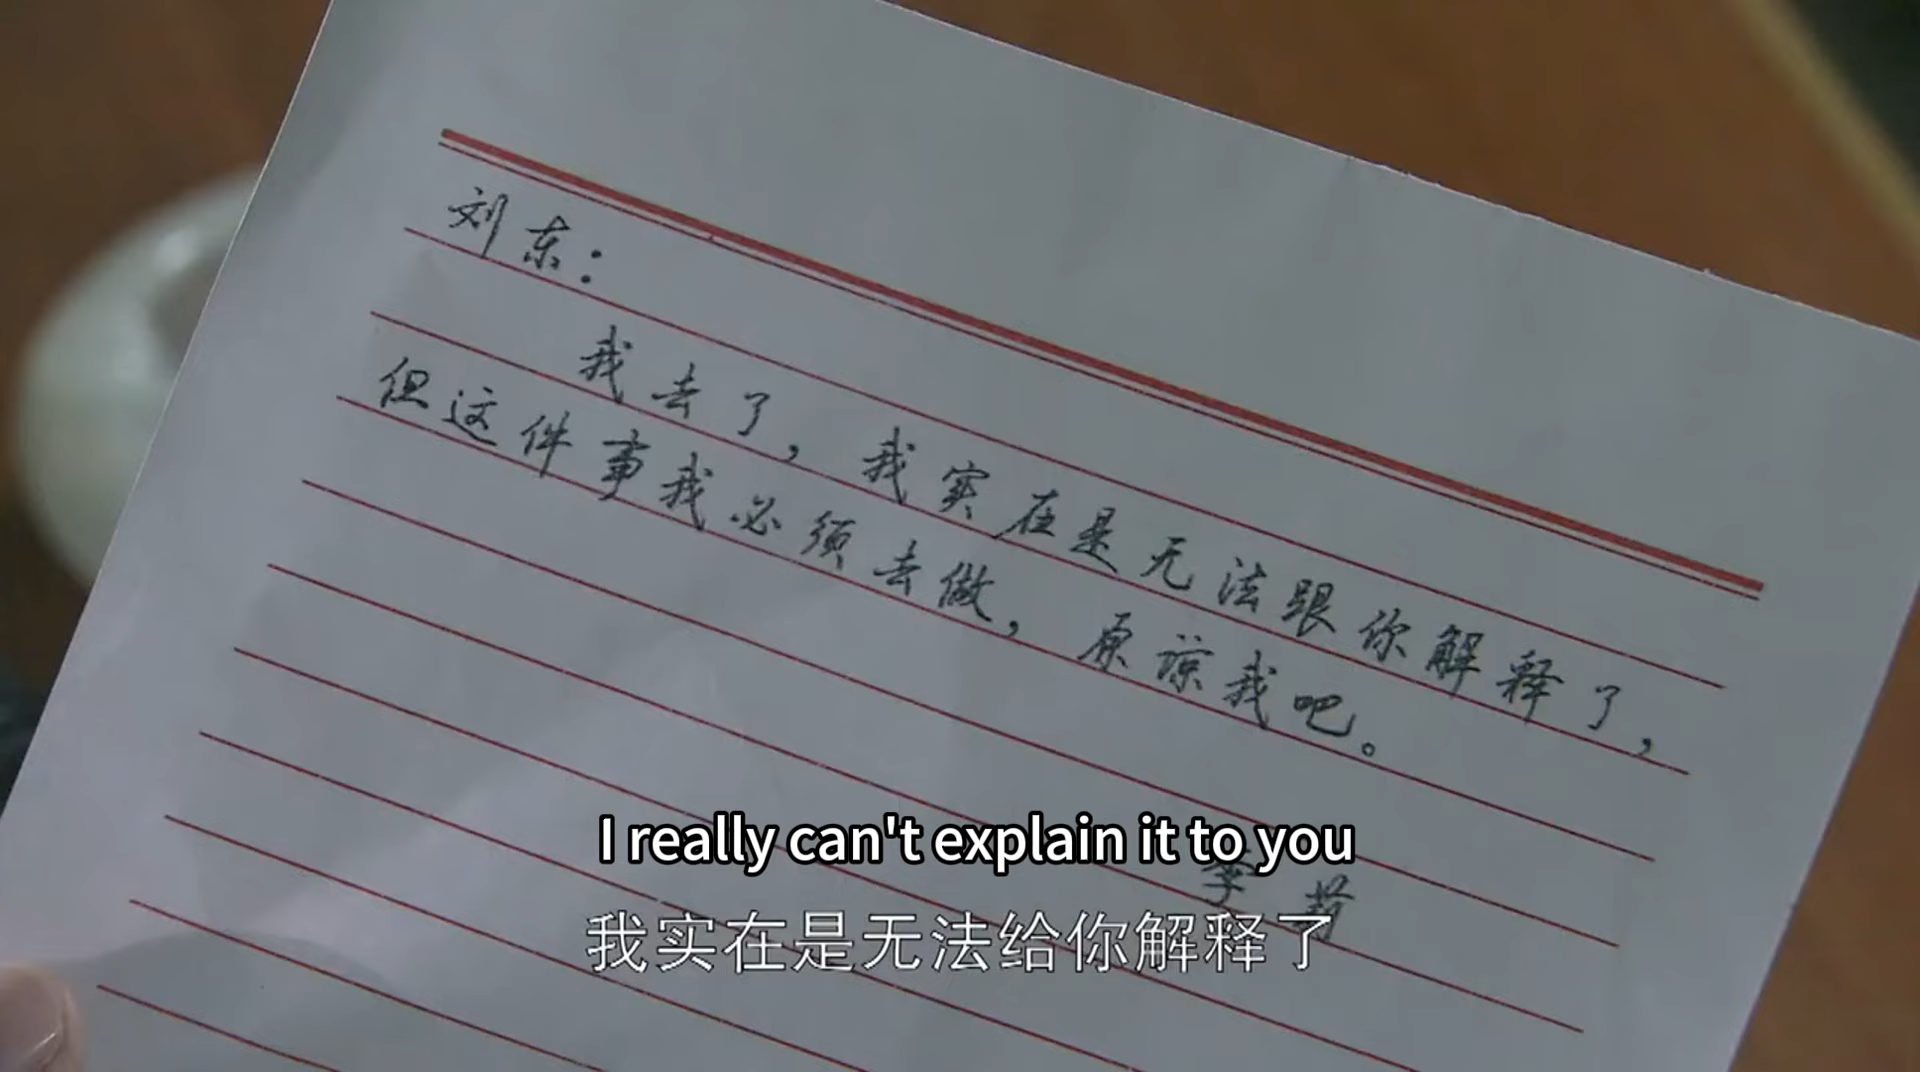 刘东：
我去了，我实在是无法跟你解释了，
但这件事我必须去做，原谅我吧。
I really can't explain it to you
李
我实在是无法给你解释了